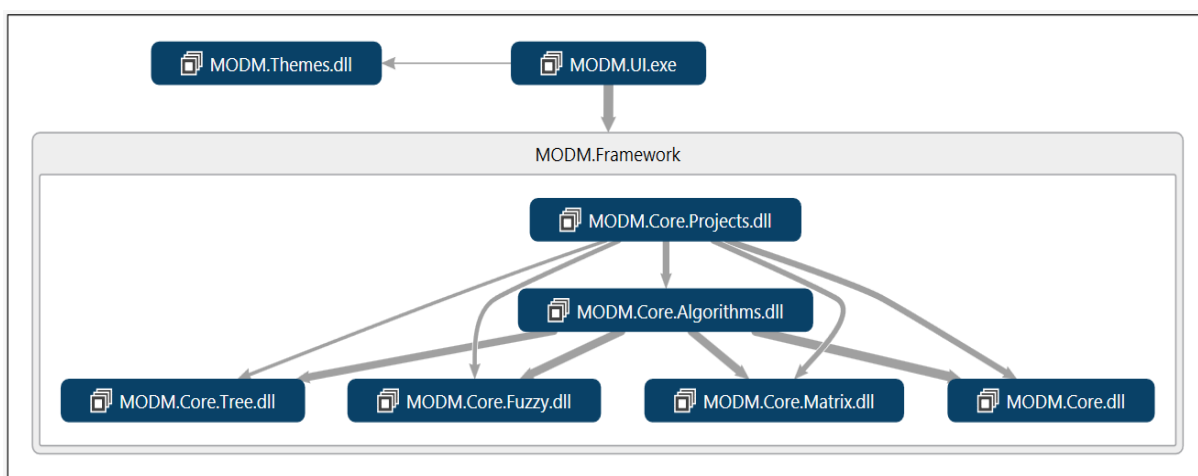 MODM.Themes.dll
MODM.UI.exe
MODM.Framework
MODM.Core.Projects.dll
MODM.Core.Algorithms.dll
MODM.Core.Tree.dll
MODM.Core.Fuzzy.dll
MODM.Core.Matrix.dll
MODM.Core.dll